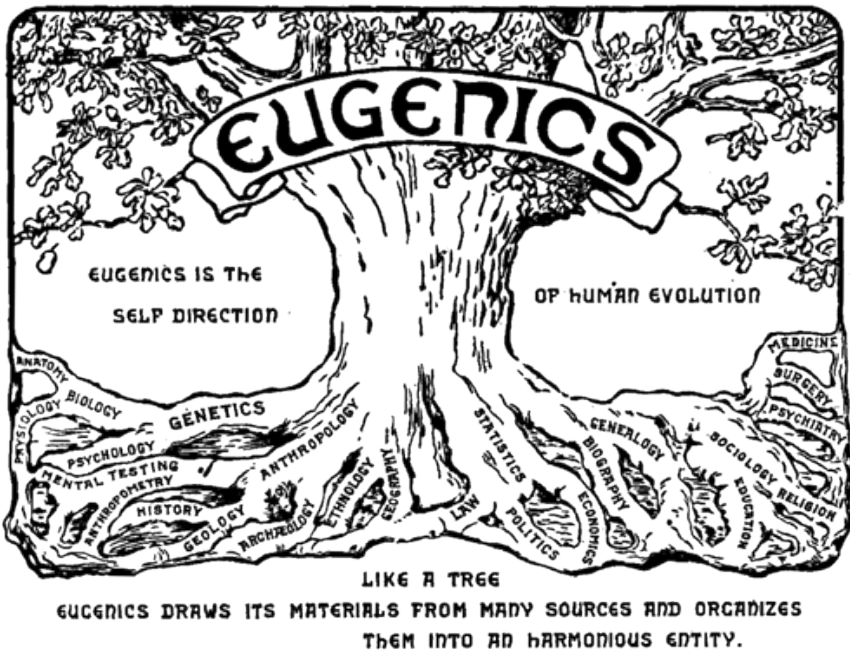 EUGENICS
EUGENICS IS THE
SELF DIRECTION
OF HUMAN EVOLUTION
ANATOMY
PHYSIOLOGY
BIOLOGY
GENETICS
PSYCHOLOGY
MENTAL TESTING
ANTHROPOMETRY
HISTORY
GEOLOGY
ANTHROPOLOGY
ARCHÆOLOGY
ETHNOLOGY
GEOGRAPHY
LAW
STATISTICS
POLITICS
ECONOMICS
BIOGRAPHY
GENEALOGY
SOCIOLOGY
EDUCATION
RELIGION
PSYCHIATRY
SURGERY
MEDICINE
LIKE A TREE
EUGENICS DRAWS ITS MATERIALS FROM MANY SOURCES AND ORGANIZES
THEM INTO AN HARMONIOUS ENTITY.